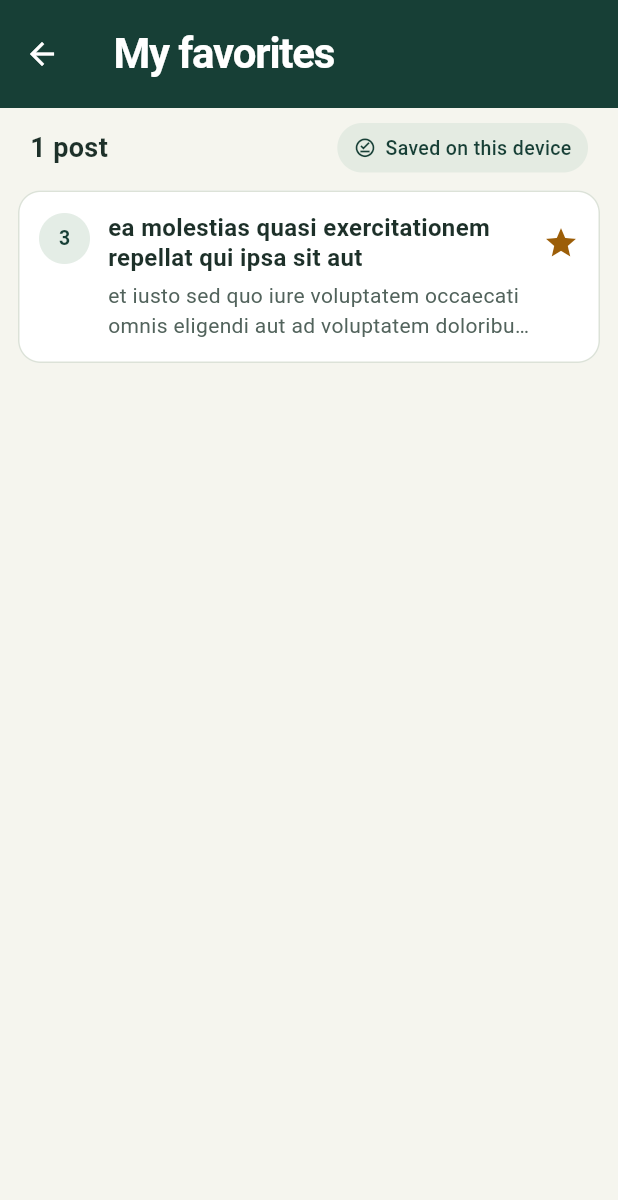 My favorites
1 post
Saved on this device
3
ea molestias quasi exercitationem
repellat qui ipsa sit aut
et iusto sed quo iure voluptatem occaecati
omnis eligendi aut ad voluptatem doloribu…